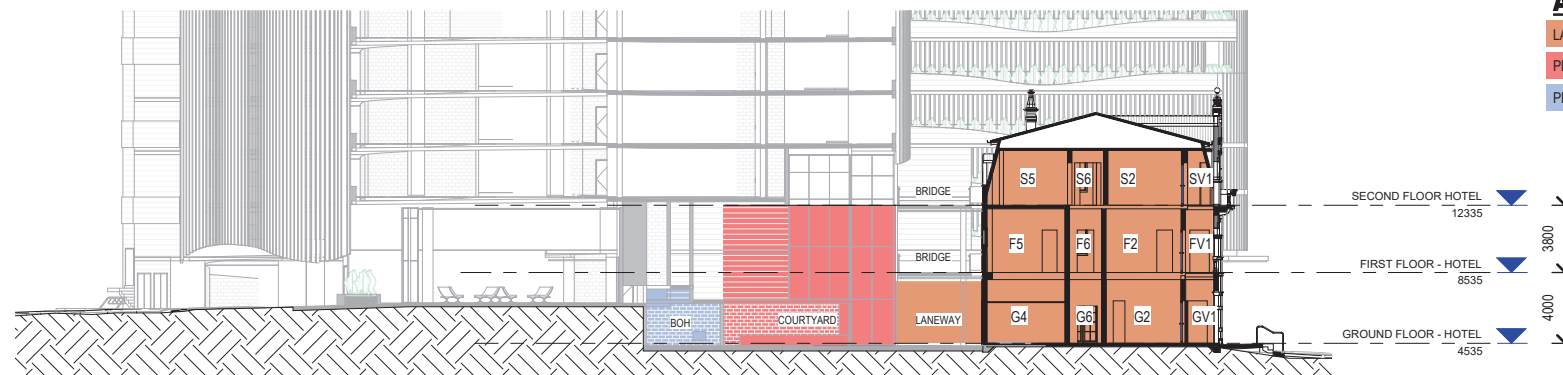 S5 S6 S2 SV1
BRIDGE
SECOND FLOOR HOTEL
12335
3800
F5 F6 F2 FV1
BRIDGE
FIRST FLOOR - HOTEL
8535
4000
BOH COURTYARD LANEWAY G4 G6 G2 GV1
GROUND FLOOR - HOTEL
4535